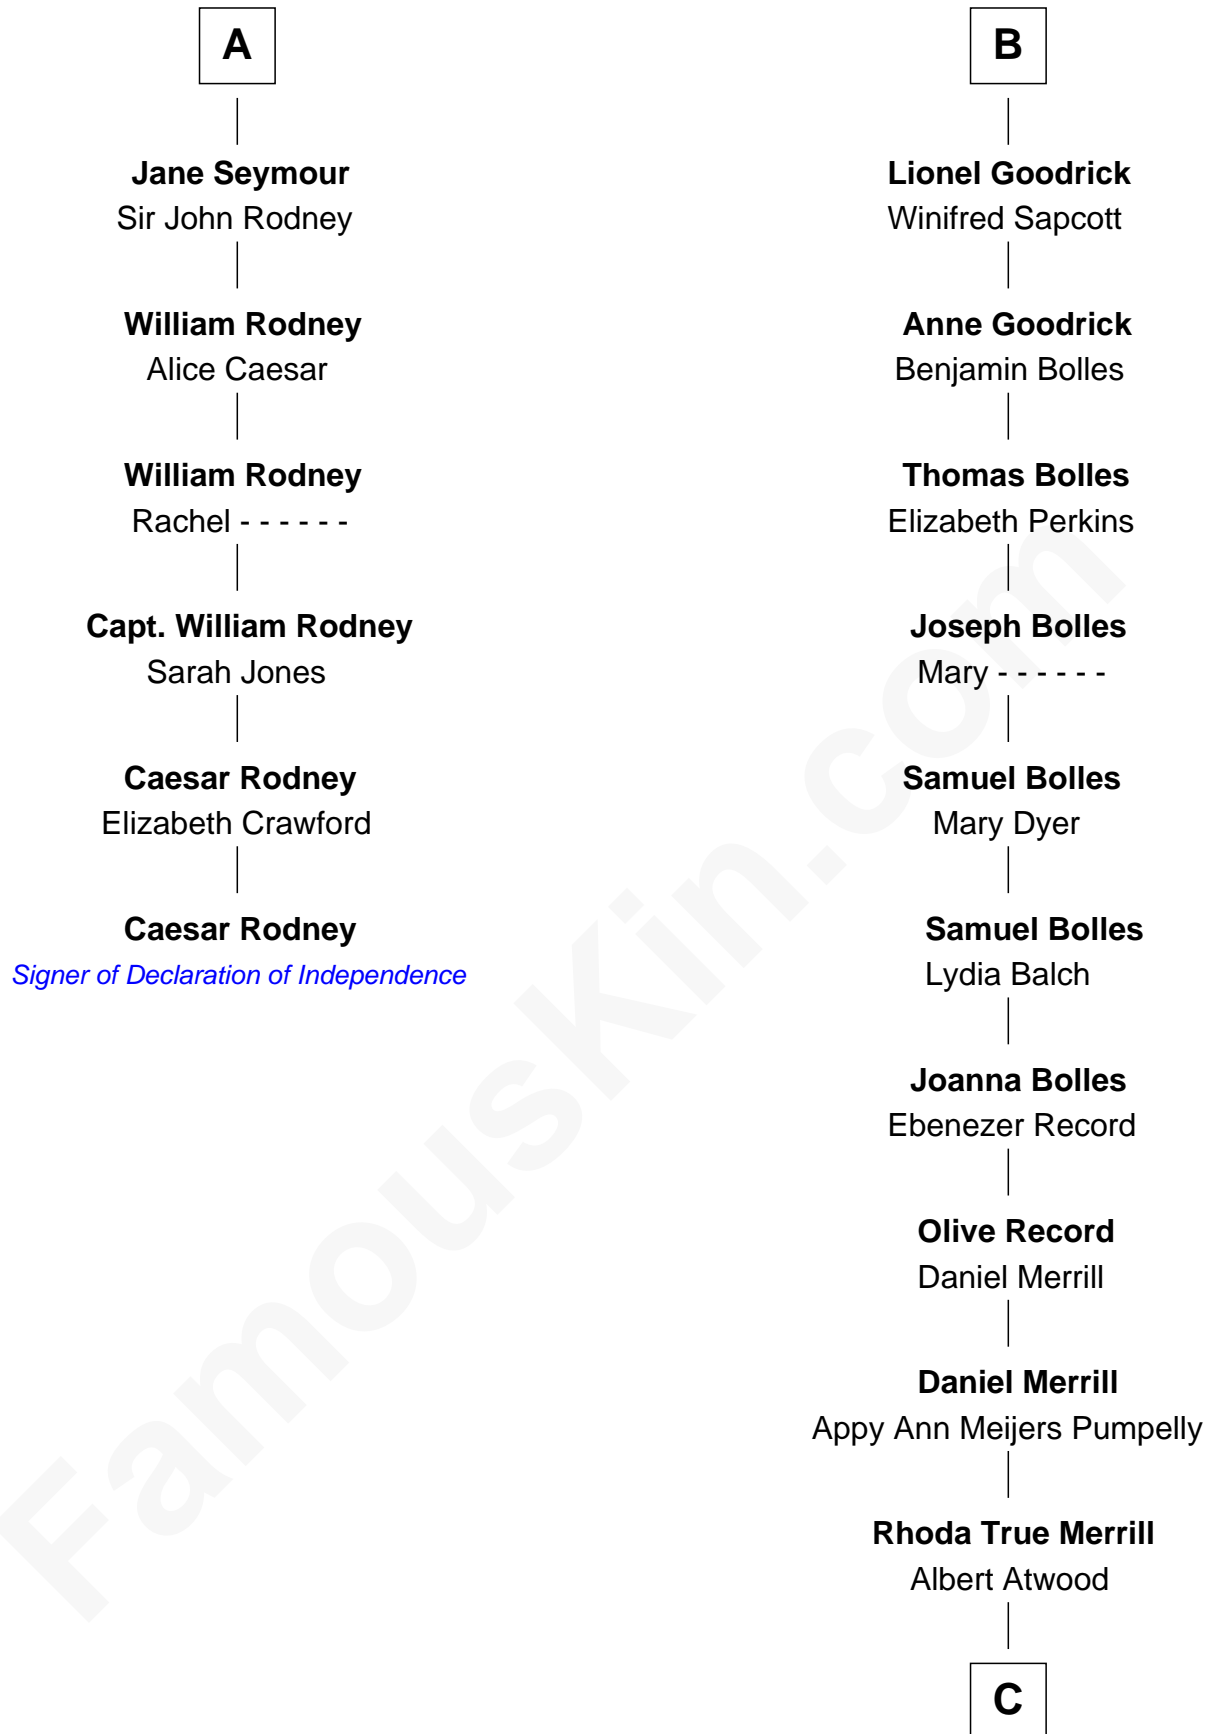 A
Jane Seymour
Sir John Rodney
William Rodney
Alice Caesar
William Rodney
Rachel - - - - - -
Capt. William Rodney
Sarah Jones
Caesar Rodney
Elizabeth Crawford
Caesar Rodney
Signer of Declaration of Independence
B
Lionel Goodrick
Winifred Sapcott
Anne Goodrick
Benjamin Bolles
Thomas Bolles
Elizabeth Perkins
Joseph Bolles
Mary - - - - - -
Samuel Bolles
Mary Dyer
Samuel Bolles
Lydia Balch
Joanna Bolles
Ebenezer Record
Olive Record
Daniel Merrill
Daniel Merrill
Appy Ann Meijers Pumpelly
Rhoda True Merrill
Albert Atwood
C
FamousKin.com